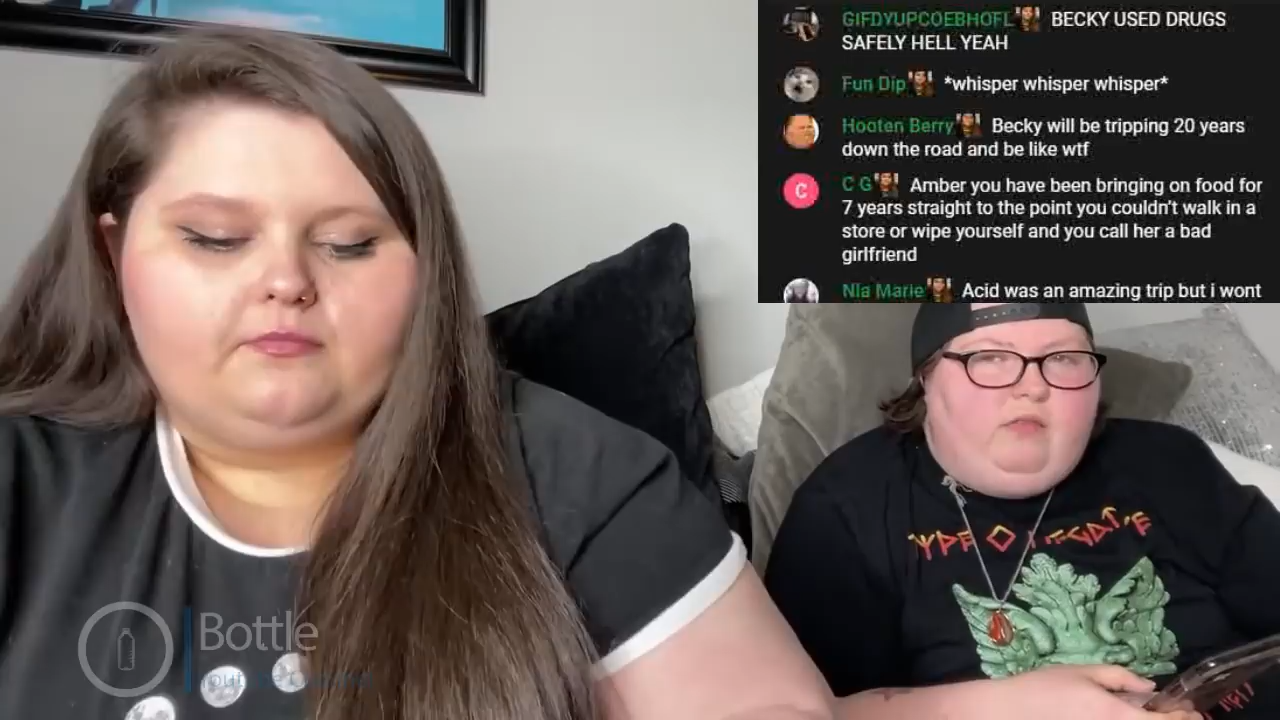 GIFDYUPCOEBHOFL BECKY USED DRUGS
SAFELY HELL YEAH
Fun Dip *whisper whisper whisper*
Hooten Berry Becky will be tripping 20 years
down the road and be like wtf
C
C G Amber you have been bringing on food for
7 years straight to the point you couldn't walk in a
store or wipe yourself and you call her a bad
girlfriend
Nia Marie Acid was an amazing trip but i wont
Bottle